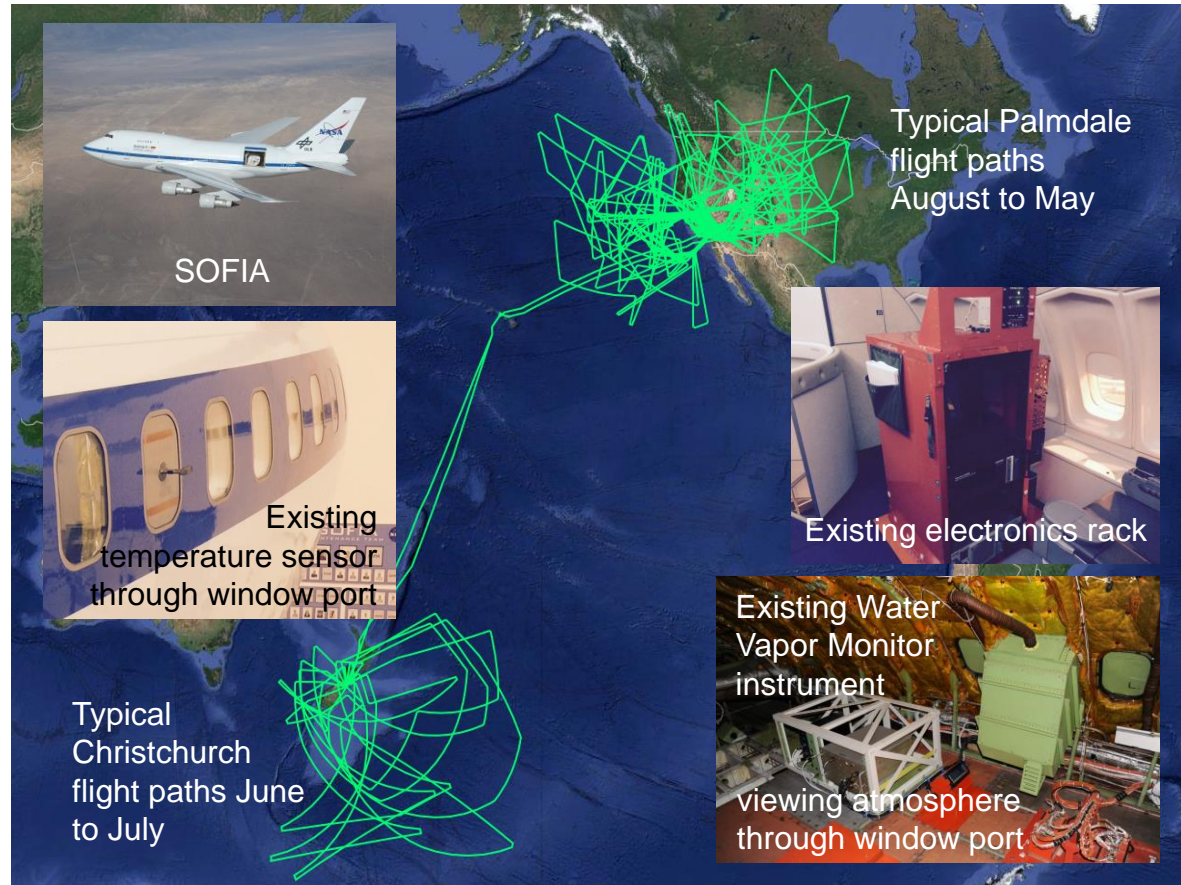 NASA
SOFIA
Typical Palmdale
flight paths
August to May
Existing
temperature sensor
through window port
Existing electronics rack
Existing Water
Vapor Monitor
instrument
viewing atmosphere
through window port
Typical
Christchurch
flight paths June
to July